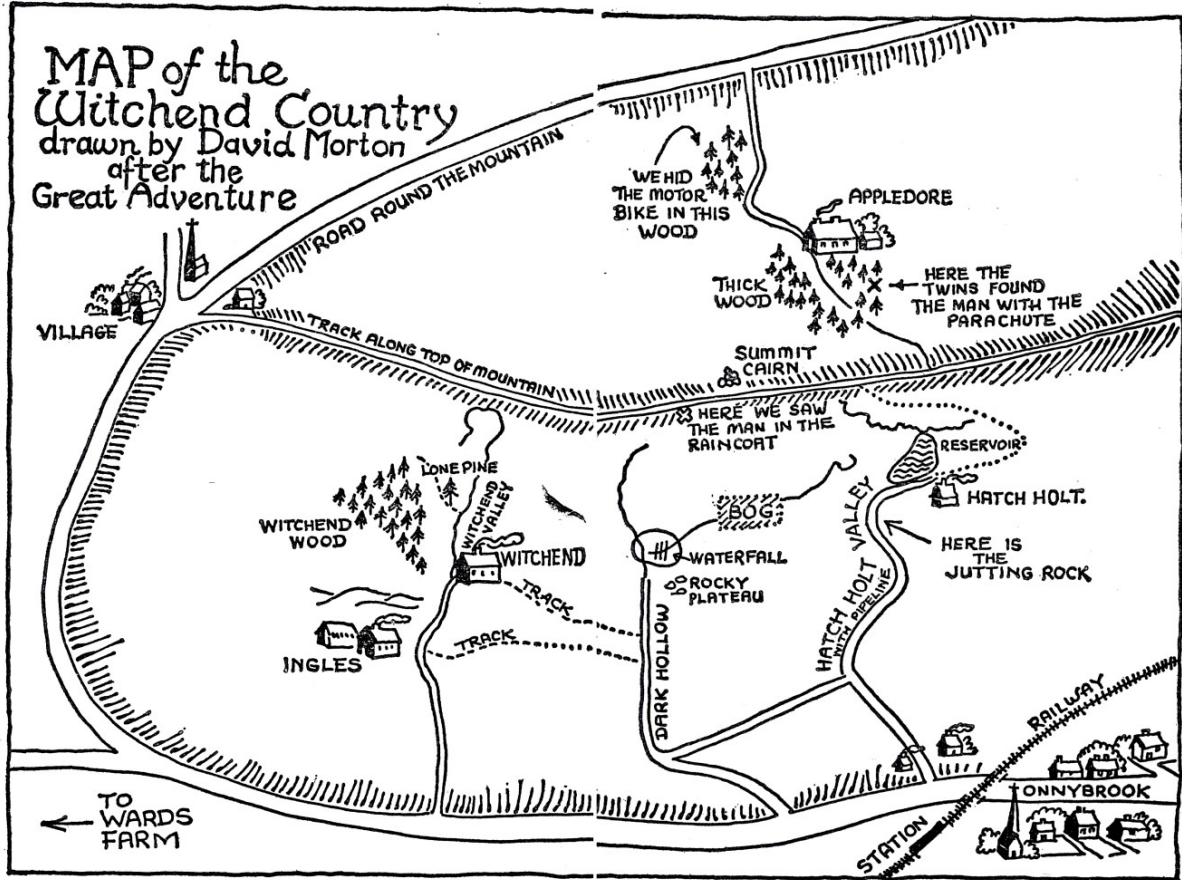 MAP of the
Witchend Country
drawn by David Morton
after the
Great Adventure
ROAD ROUND THE MOUNTAIN
WE HID
THE MOTOR
BIKE IN THIS
WOOD
APPLEDORE
THICK
WOOD
HERE THE
TWINS FOUND
THE MAN WITH THE
PARACHUTE
VILLAGE
TRACK ALONG TOP OF MOUNTAIN
SUMMIT
CAIRN
HERE WE SAW
THE MAN IN THE
RAINCOAT
RESERVOIR
HATCH HOLT.
LONE PINE
WITCHEND
VALLEY
WITCHEND
WOOD
WITCHEND
BOG
WATERFALL
ROCKY
PLATEAU
HATCH HOLT VALLEY
WITH PIPELINE
HERE IS
THE
JUTTING ROCK
TRACK
TRACK
INGLES
DARK HOLLOW
RAILWAY
ONNYBROOK
STATION
TO
WARDS
FARM